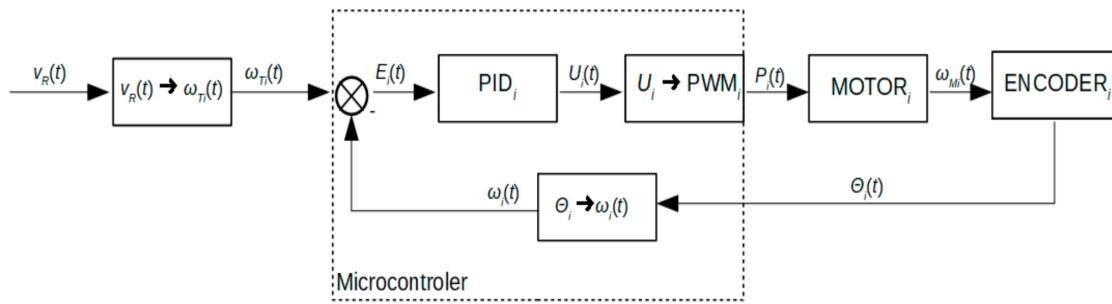 v_R(t)
v_R(t) → ω_Ti(t)
ω_Ti(t)
-
E_i(t)
PID_i
U_i(t)
U_i → PWM_i
P_i(t)
MOTOR_i
ω_Mi(t)
ENCODER_i
ω_i(t)
Θ_i → ω_i(t)
Θ_i(t)
Microcontroler